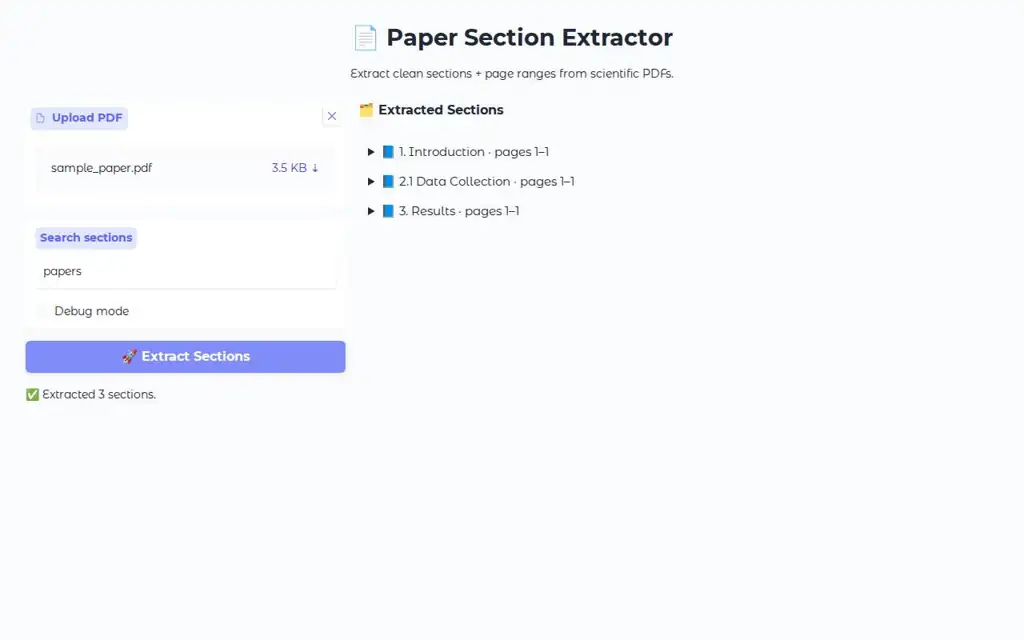 📄 Paper Section Extractor
Extract clean sections + page ranges from scientific PDFs.
Upload PDF
sample_paper.pdf 3.5 KB ↓
Search sections
papers
Debug mode
🚀 Extract Sections
✅ Extracted 3 sections.
🗂️ Extracted Sections
▶ 📘 1. Introduction · pages 1–1
▶ 📘 2.1 Data Collection · pages 1–1
▶ 📘 3. Results · pages 1–1